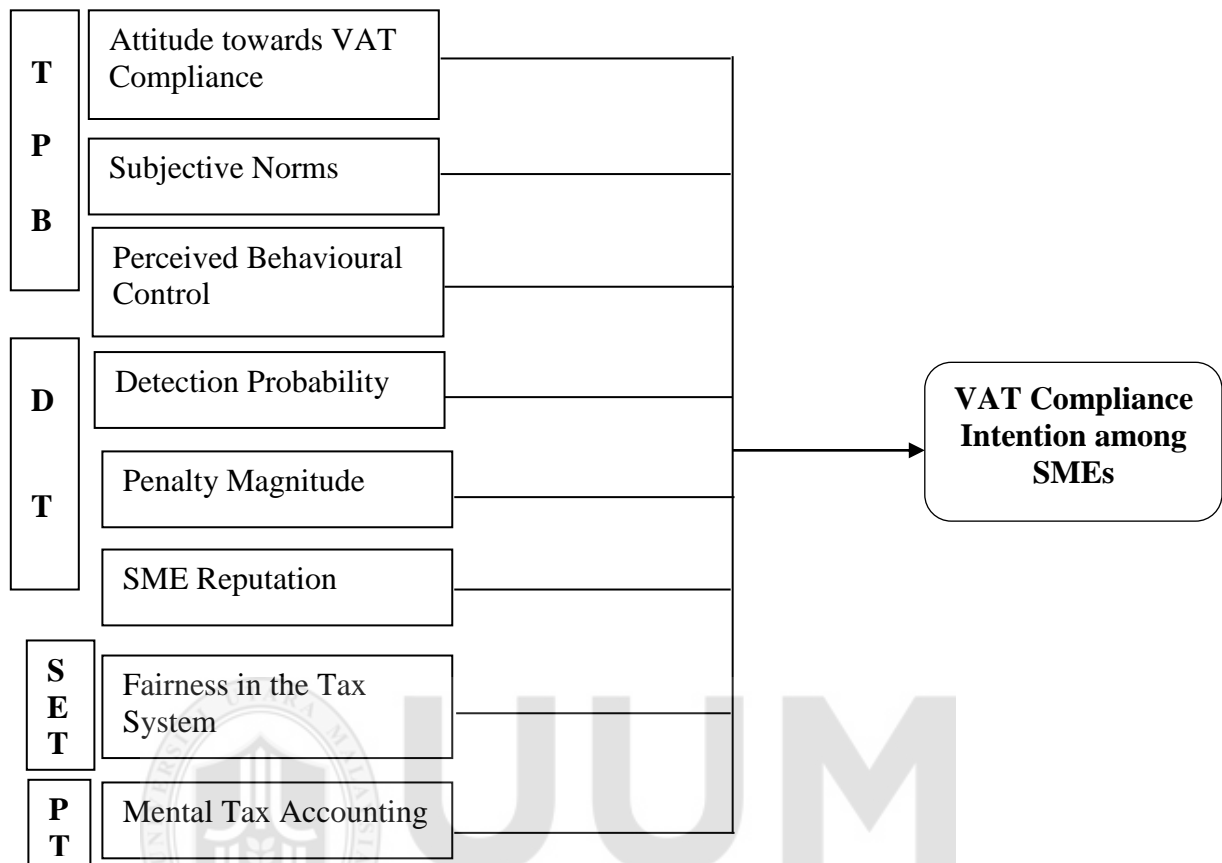 T
P
B
Attitude towards VAT
Compliance
Subjective Norms
Perceived Behavioural
Control
D
T
Detection Probability
Penalty Magnitude
SME Reputation
S
E
T
Fairness in the Tax
System
P
T
Mental Tax Accounting
VAT Compliance
Intention among
SMEs
UUM